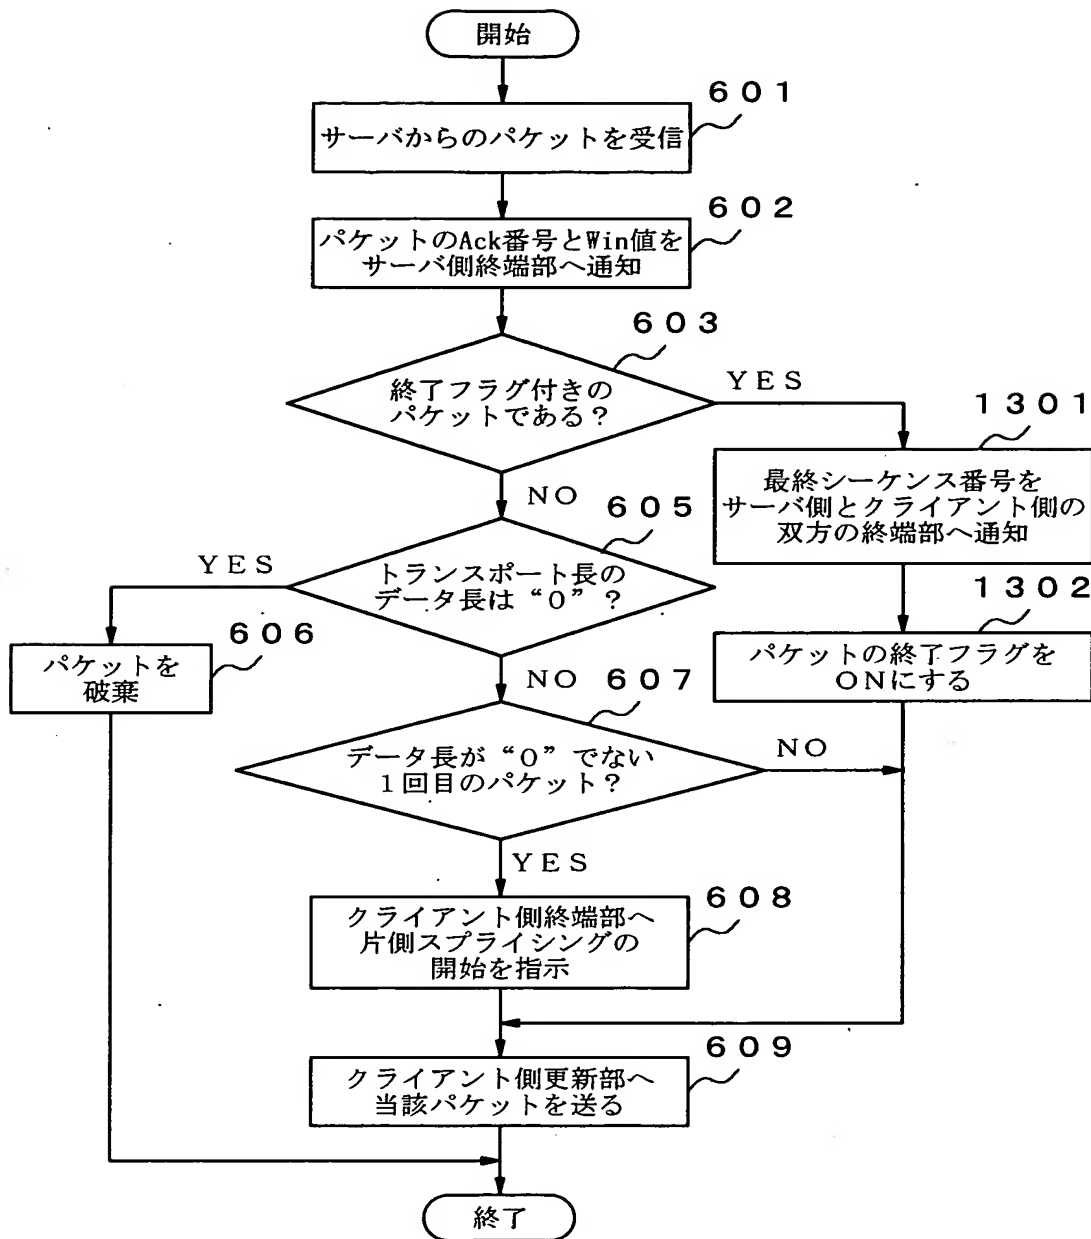 開始
601
サーバからのパケットを受信
602
パケットのAck番号とWin値を
サーバ側終端部へ通知
603
終了フラグ付きの
パケットである?
YES
1301
最終シーケンス番号を
サーバ側とクライアント側の
双方の終端部へ通知
NO
605
トランスポート長の
データ長は“0”?
YES
1302
パケットの終了フラグを
ONにする
606
パケットを
破棄
NO
607
データ長が“0”でない
1回目のパケット?
NO
YES
608
クライアント側終端部へ
片側スプライシングの
開始を指示
609
クライアント側更新部へ
当該パケットを送る
終了